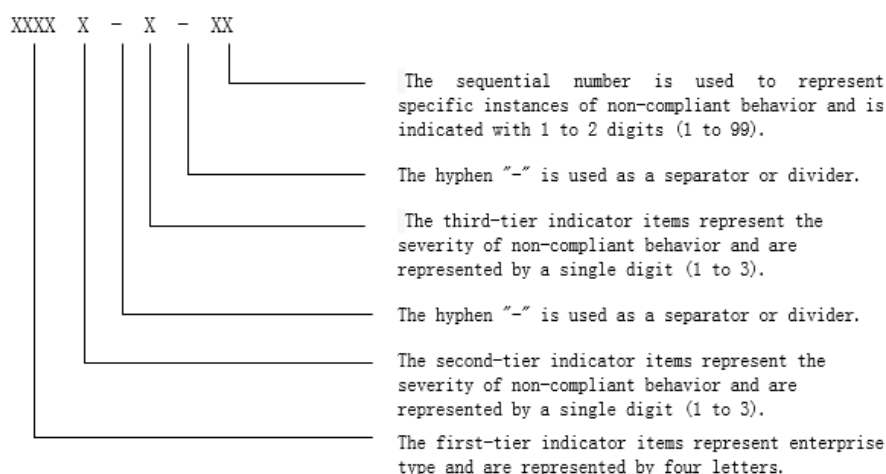 XXXX X - X - XX
The sequential number is used to represent
specific instances of non-compliant behavior and is
indicated with 1 to 2 digits (1 to 99).
The hyphen "-" is used as a separator or divider.
The third-tier indicator items represent the
severity of non-compliant behavior and are
represented by a single digit (1 to 3).
The hyphen "-" is used as a separator or divider.
The second-tier indicator items represent the
severity of non-compliant behavior and are
represented by a single digit (1 to 3).
The first-tier indicator items represent enterprise
type and are represented by four letters.